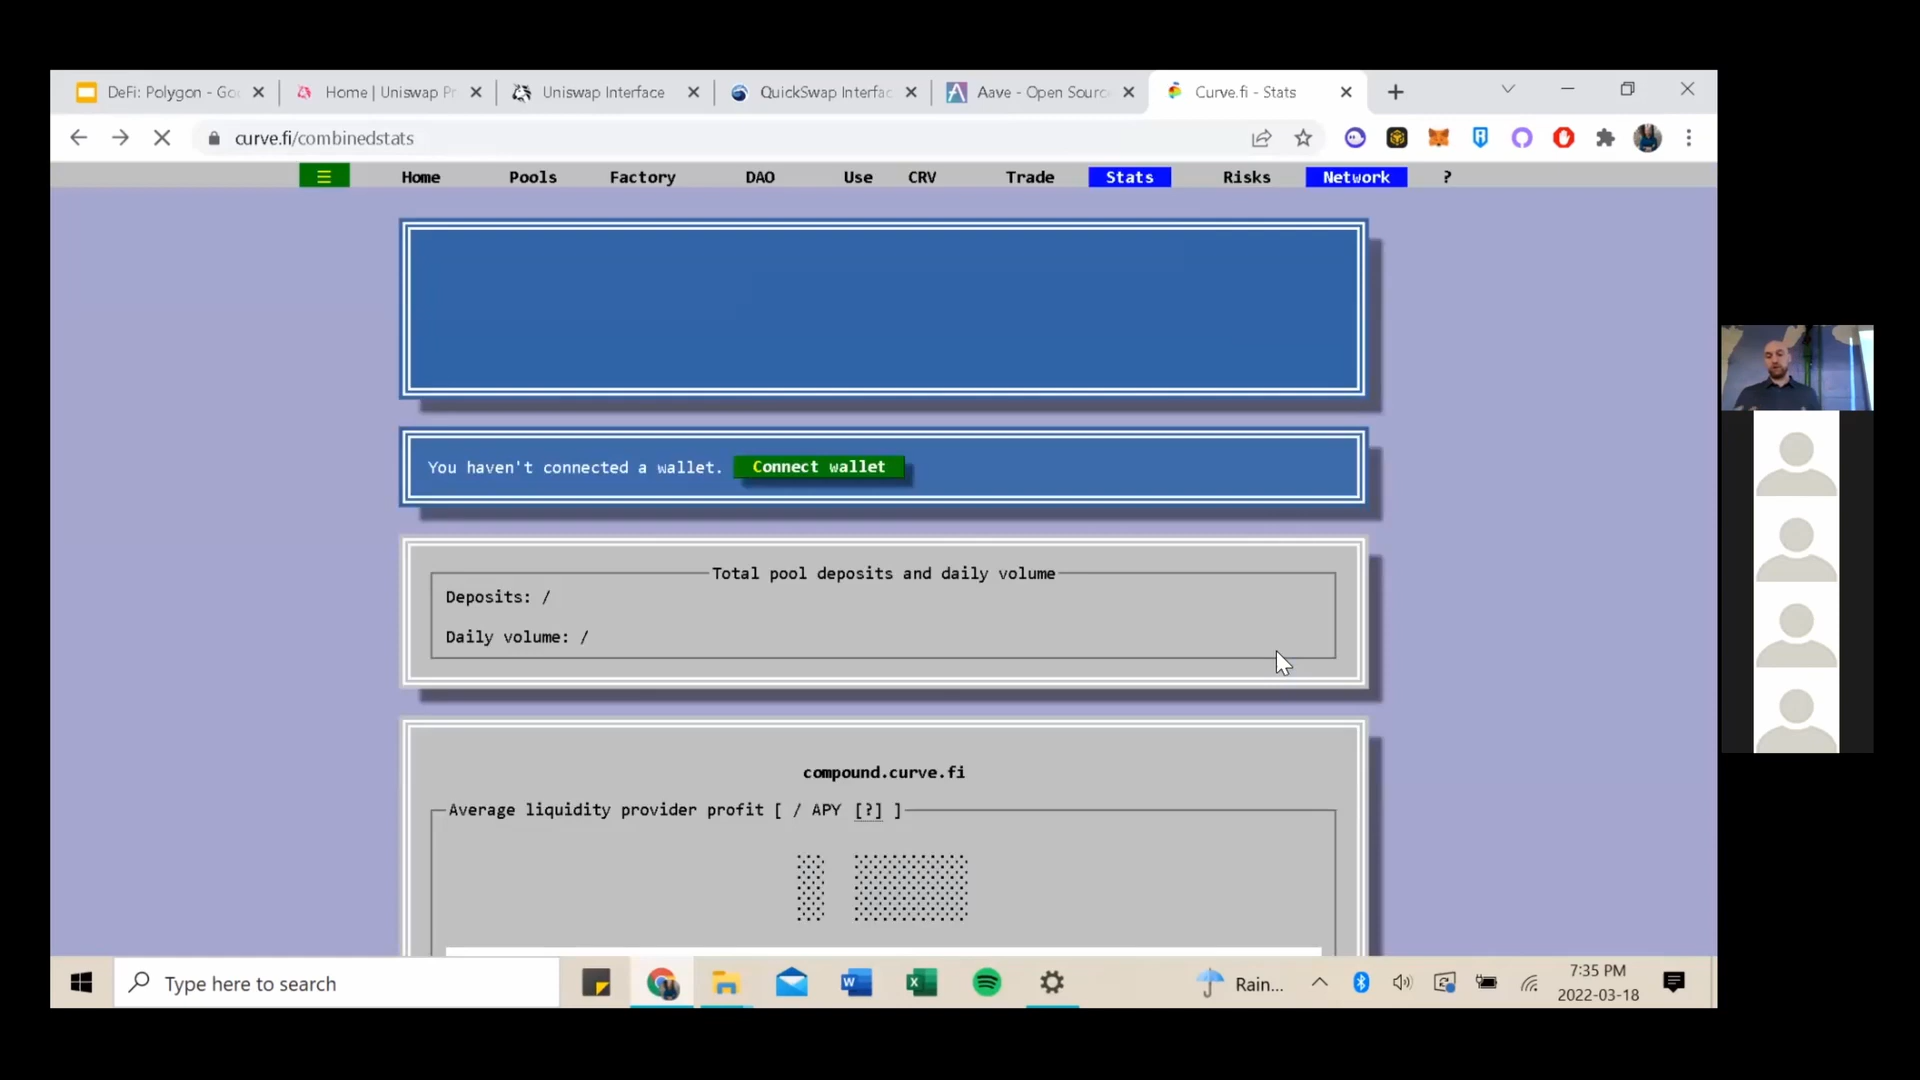 DeFi: Polygon - Goo
Home | Uniswap Pr
Uniswap Interface
QuickSwap Interfac
Aave - Open Source
Curve.fi - Stats
curve.fi/combinedstats
Home Pools Factory DAO Use CRV Trade Stats Risks Network ?
You haven't connected a wallet. Connect wallet
Total pool deposits and daily volume
Deposits: /
Daily volume: /
compound.curve.fi
Average liquidity provider profit [ / APY [?] ]
Type here to search
Rain...
7:35 PM
2022-03-18